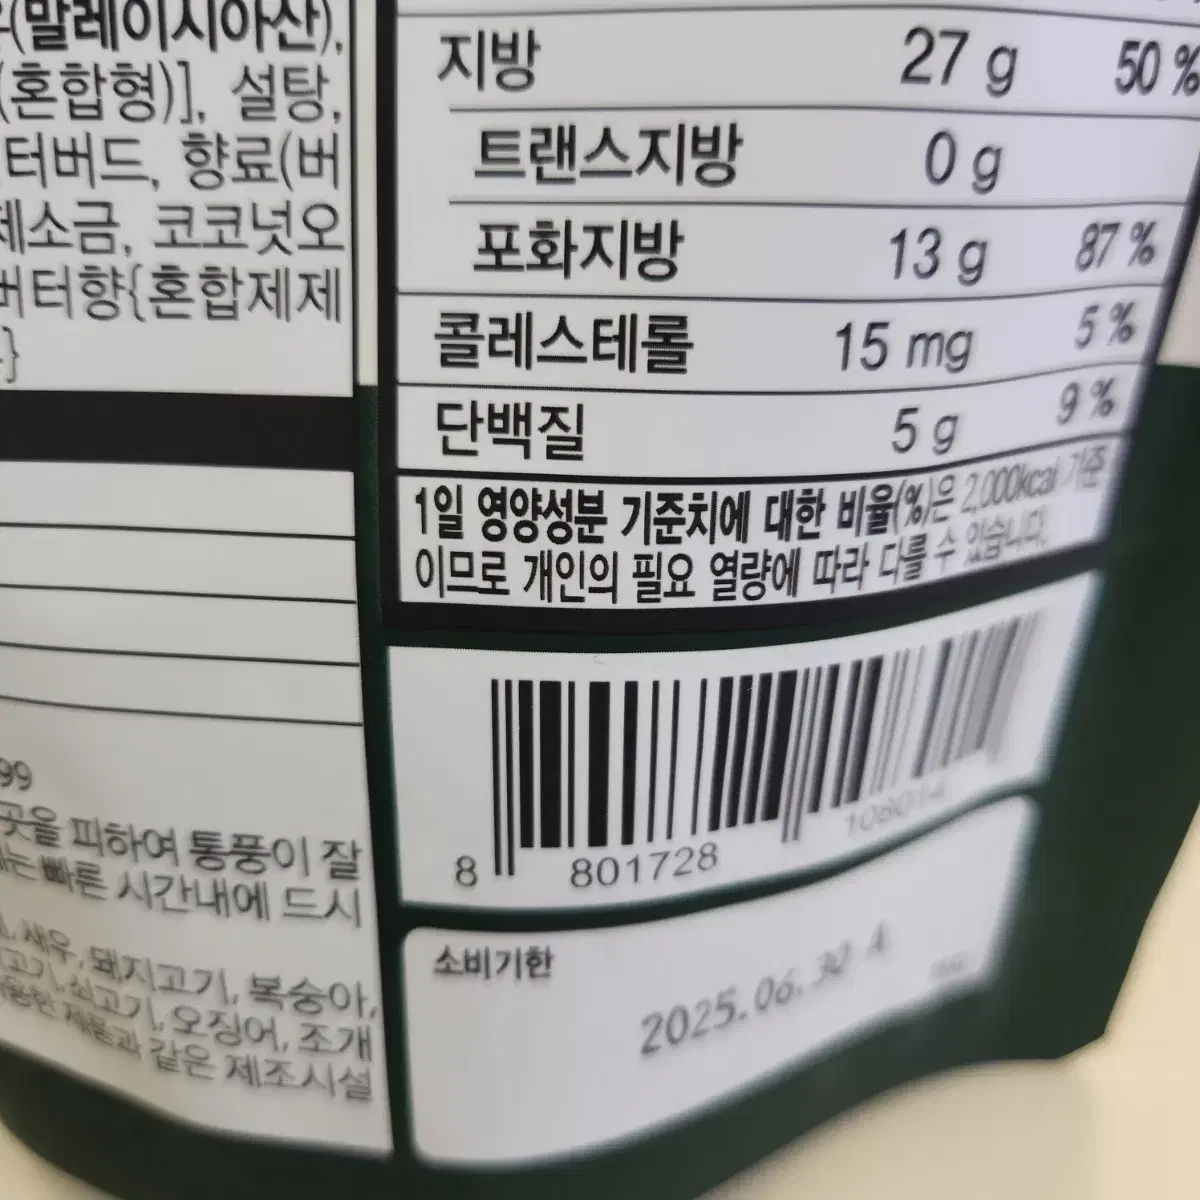 (말레이시아산),
(혼합형)], 설탕,
터버드, 향료(버
제소금, 코코넛오
버터향{혼합제제
}
지방 27 g 50 %
트랜스지방 0 g
포화지방 13 g 87 %
콜레스테롤 15 mg 5 %
단백질 5 g 9 %
1일 영양성분 기준치에 대한 비율(%)은 2,000kcal 기준
이므로 개인의 필요 열량에 따라 다를 수 있습니다.
99
곳을 피하여 통풍이 잘
는 빠른 시간내에 드시
새우, 돼지고기, 복숭아,
고기, 쇠고기, 오징어, 조개
제품과 같은 제조시설
8 801728 108014
소비기한
2025.06.30 A